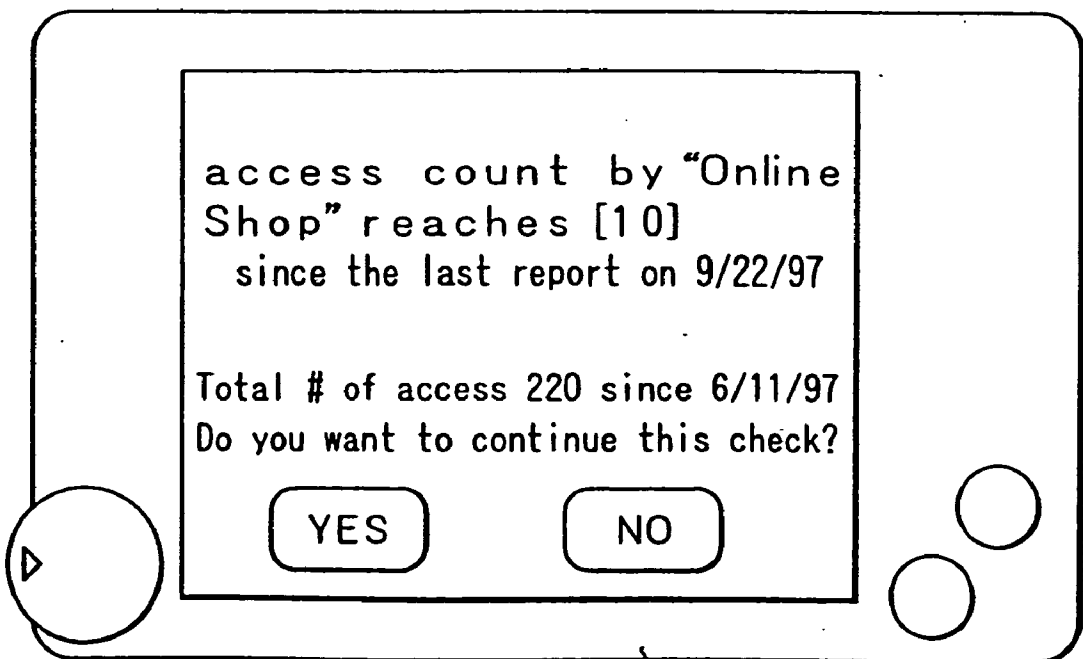 access count by “Online
Shop” reaches [10]
since the last report on 9/22/97
Total # of access 220 since 6/11/97
Do you want to continue this check?
YES NO